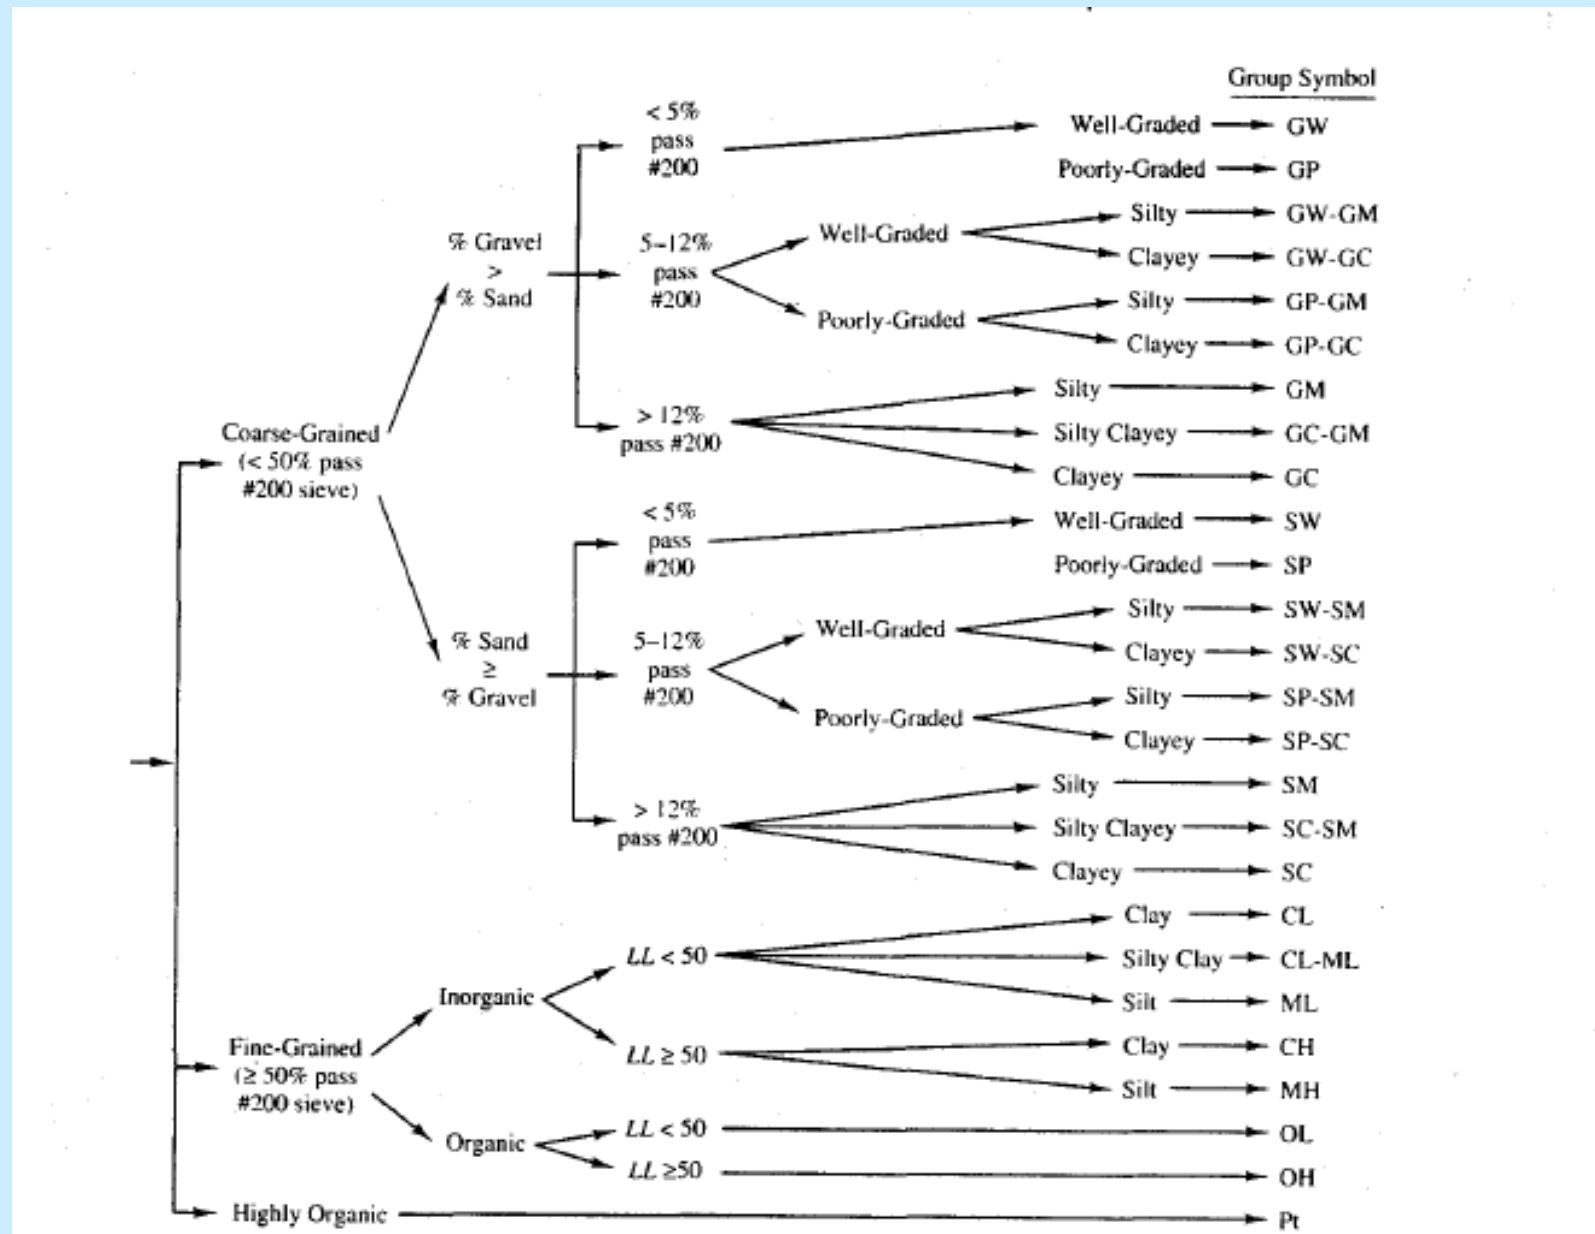 Group Symbol
< 5%
pass
#200
Well-Graded
GW
Poorly-Graded
GP
% Gravel
>
% Sand
5–12%
pass
#200
Well-Graded
Silty
GW-GM
Clayey
GW-GC
Poorly-Graded
Silty
GP-GM
Clayey
GP-GC
> 12%
pass #200
Silty
GM
Silty Clayey
GC-GM
Clayey
GC
Coarse-Grained
(< 50% pass
#200 sieve)
< 5%
pass
#200
Well-Graded
SW
Poorly-Graded
SP
% Sand
≥
% Gravel
5–12%
pass
#200
Well-Graded
Silty
SW-SM
Clayey
SW-SC
Poorly-Graded
Silty
SP-SM
Clayey
SP-SC
> 12%
pass #200
Silty
SM
Silty Clayey
SC-SM
Clayey
SC
Fine-Grained
(≥ 50% pass
#200 sieve)
Inorganic
LL < 50
Clay
CL
Silty Clay
CL-ML
Silt
ML
LL ≥ 50
Clay
CH
Silt
MH
Organic
LL < 50
OL
LL ≥50
OH
Highly Organic
Pt